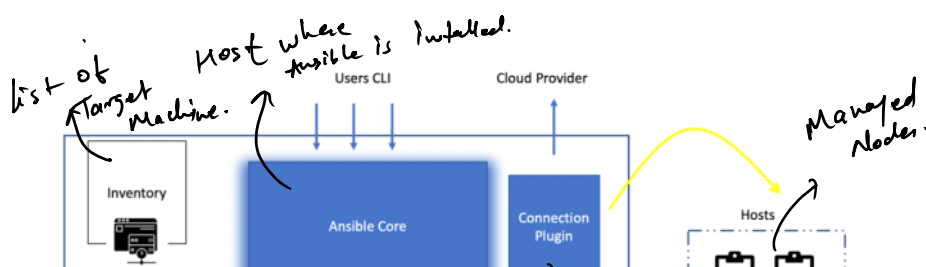 Host where
Ansible is installed.
List of
Target
Machine.
Users CLI
Cloud Provider
Managed
Nodes.
Inventory
Ansible Core
Connection
Plugin
Hosts